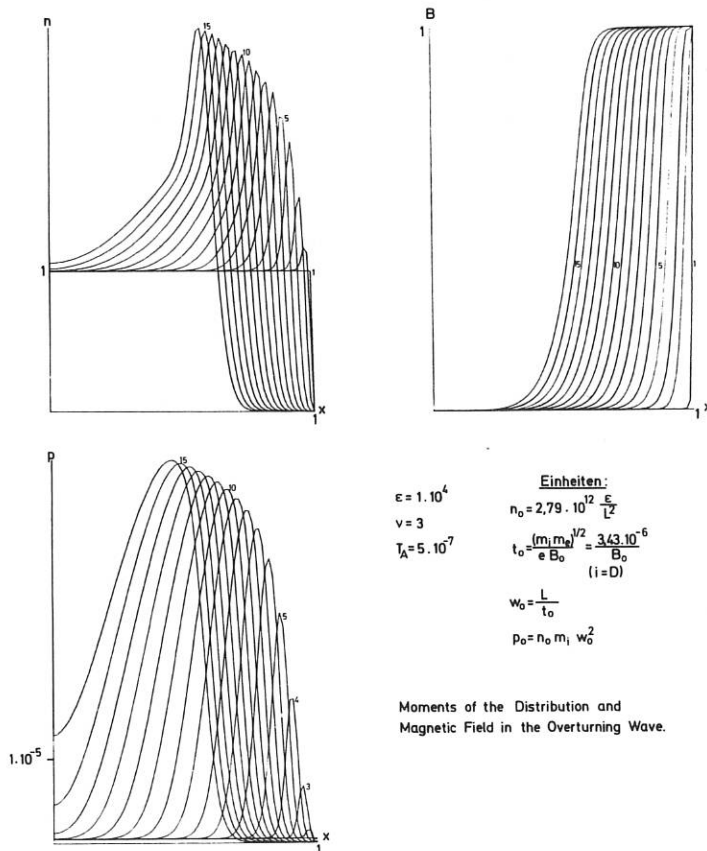 n
15
10
5
1
1
x
1
B
1
15
10
5
1
x
1
p
15
10
5
4
3
1.10⁻⁵
x
1
ε = 1.10⁴
ν = 3
T_A = 5.10⁻⁷
Einheiten:
n₀ = 2,79 . 10¹² ε/L²
t₀ = (mᵢ mₑ)^1/2 / e B₀ = 3,43.10⁻⁶ / B₀
(i = D)
w₀ = L/t₀
p₀ = n₀ mᵢ w₀²
Moments of the Distribution and
Magnetic Field in the Overturning Wave.